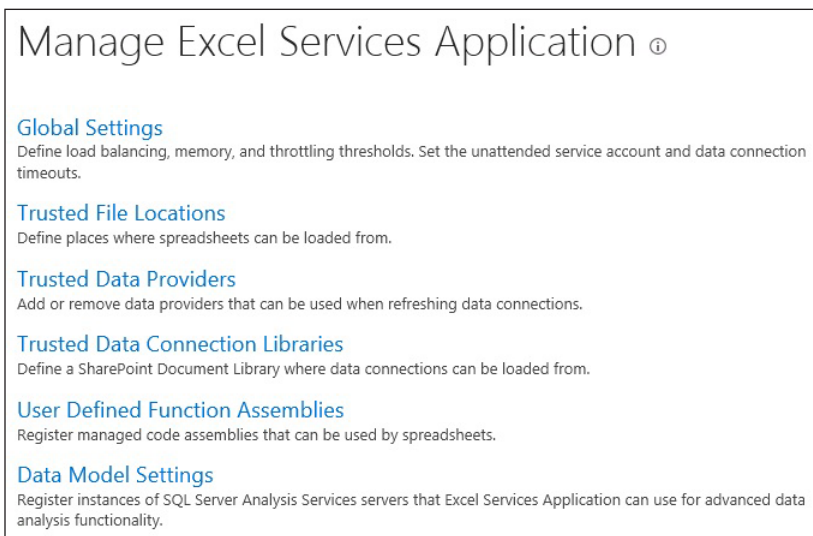 Manage Excel Services Application
Global Settings
Define load balancing, memory, and throttling thresholds. Set the unattended service account and data connection
timeouts.
Trusted File Locations
Define places where spreadsheets can be loaded from.
Trusted Data Providers
Add or remove data providers that can be used when refreshing data connections.
Trusted Data Connection Libraries
Define a SharePoint Document Library where data connections can be loaded from.
User Defined Function Assemblies
Register managed code assemblies that can be used by spreadsheets.
Data Model Settings
Register instances of SQL Server Analysis Services servers that Excel Services Application can use for advanced data
analysis functionality.